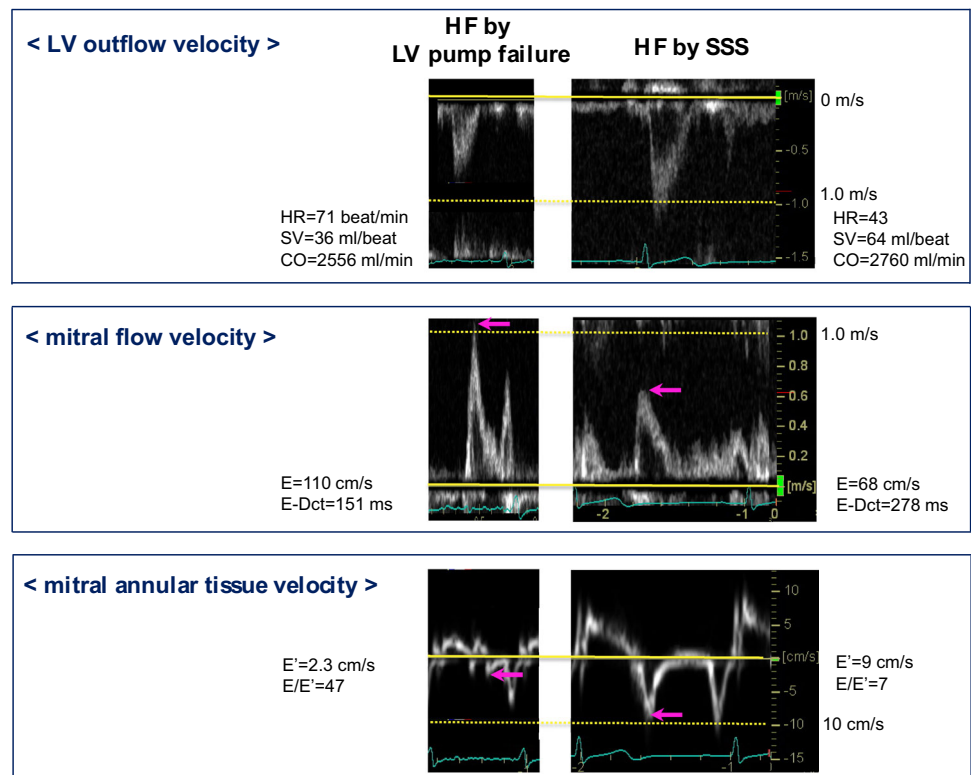 < LV outflow velocity >
HF by
LV pump failure
HF by SSS
[m/s]
0 m/s
-0.5
1.0 m/s
-1.0
-1.5
HR=71 beat/min
SV=36 ml/beat
CO=2556 ml/min
HR=43
SV=64 ml/beat
CO=2760 ml/min
< mitral flow velocity >
1.0
1.0 m/s
0.8
0.6
0.4
0.2
[m/s]
E=110 cm/s
E-Dct=151 ms
E=68 cm/s
E-Dct=278 ms
-2
-1
0
< mitral annular tissue velocity >
10
5
[cm/s]
-5
-10
10 cm/s
-15
E'=2.3 cm/s
E/E'=47
E'=9 cm/s
E/E'=7
-2
-1